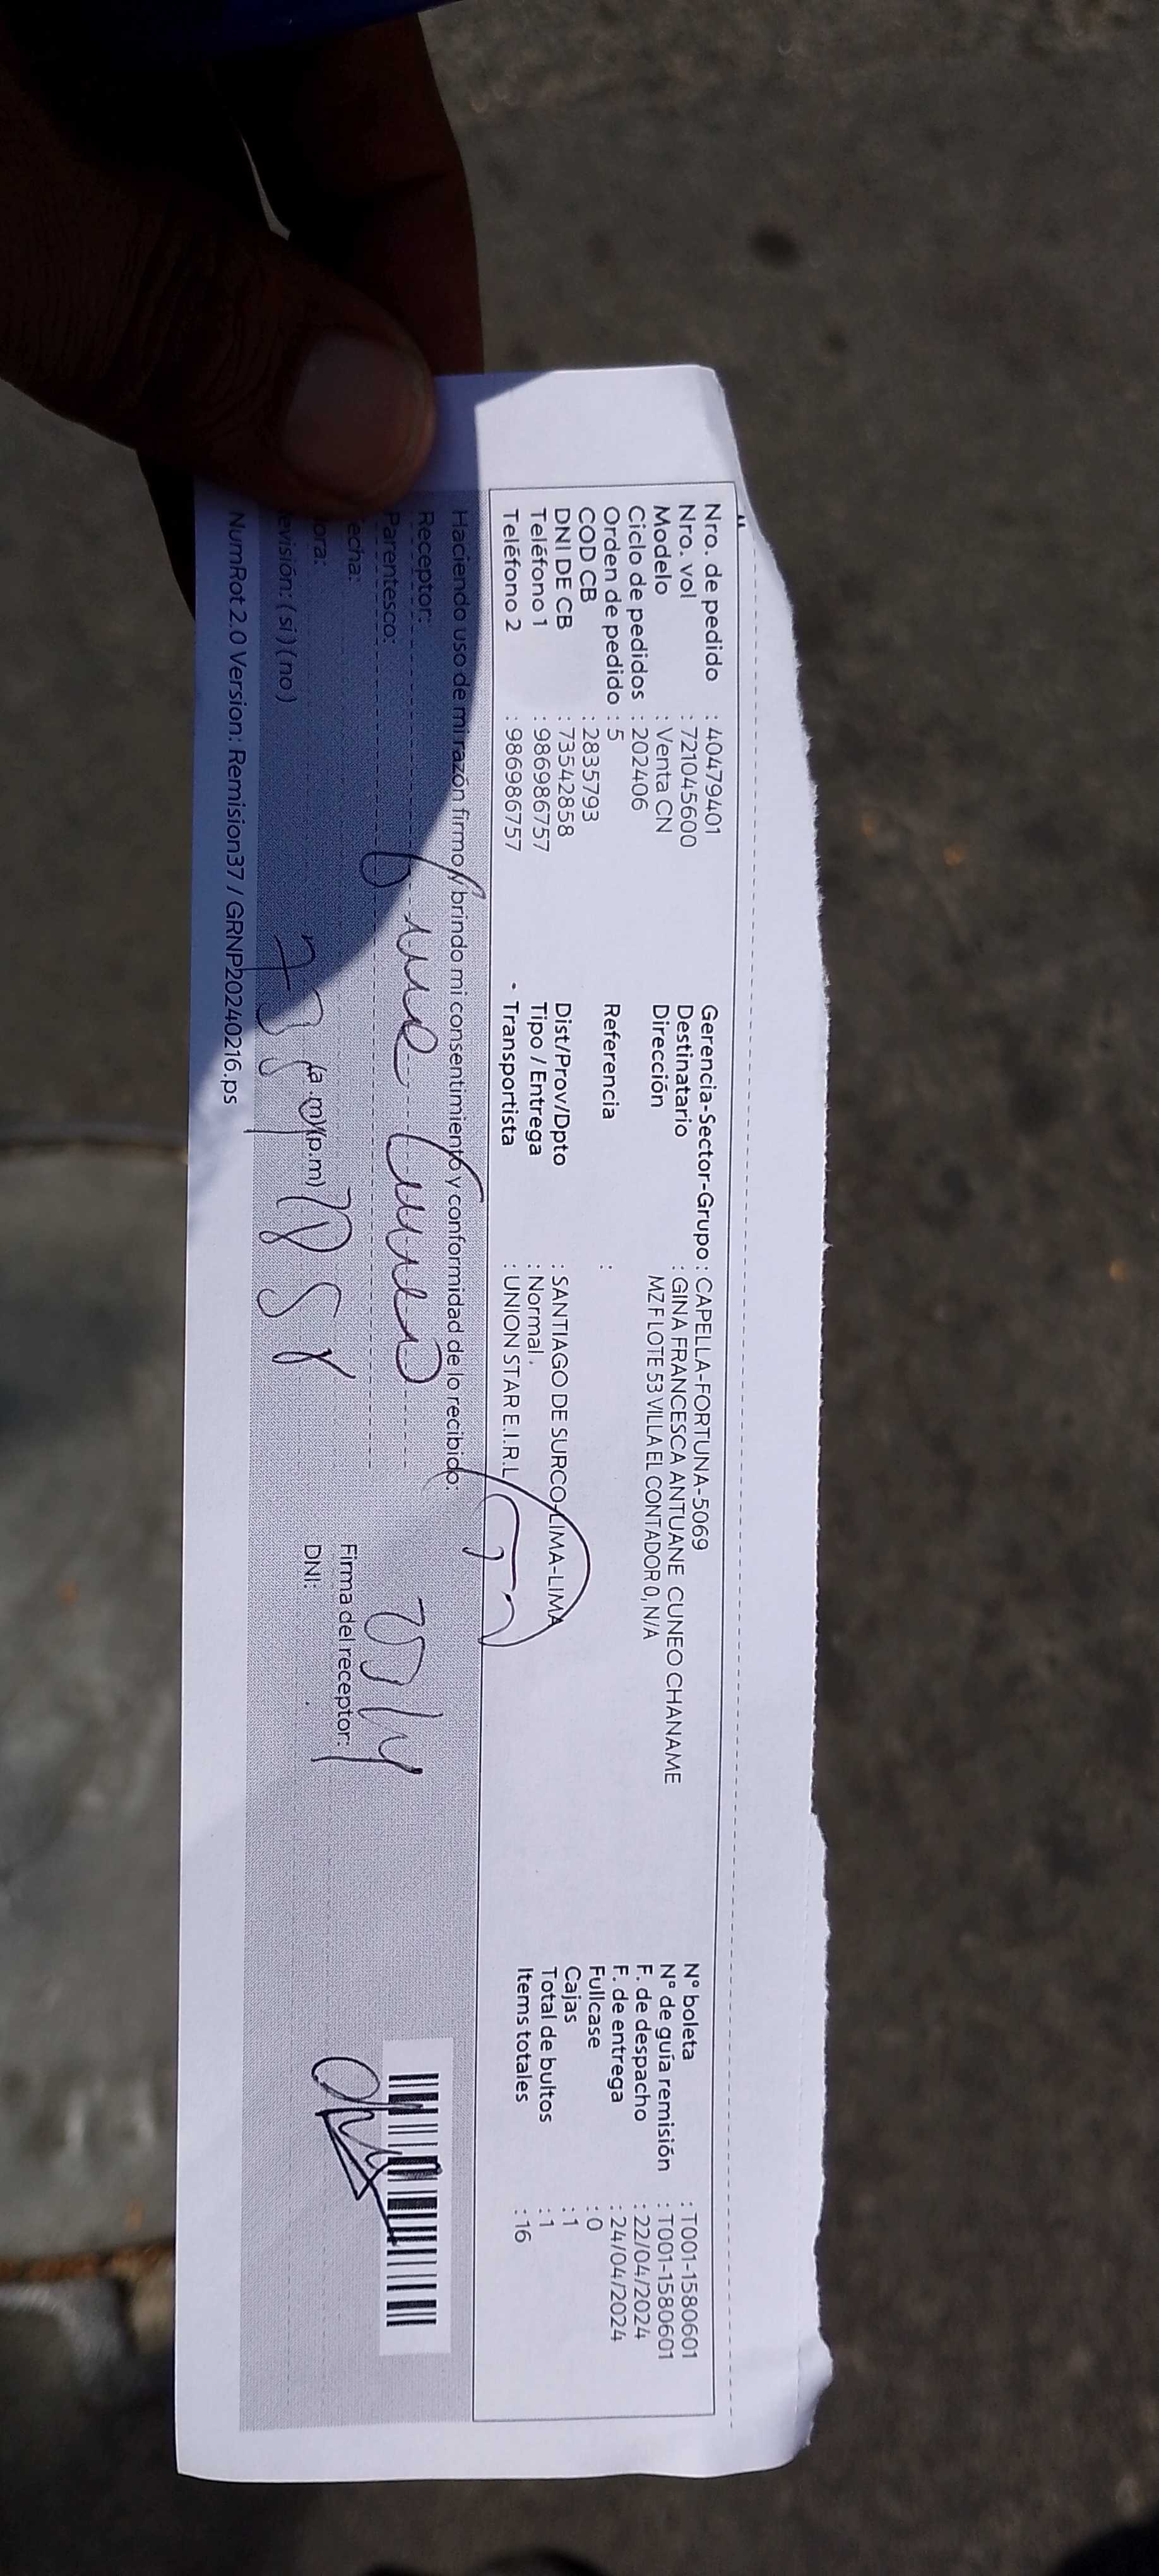 Nro. de pedido : 40479401
Nro. vol : 721045600
Modelo : Venta CN
Ciclo de pedidos : 202406
Orden de pedido : 5
COD CB : 2835793
DNI DE CB : 73542858
Teléfono 1 : 986986757
Teléfono 2 : 986986757
Gerencia-Sector-Grupo : CAPELLA-FORTUNA-5069
Destinatario : GINA FRANCESCA ANTUANE CUNEO CHANAME
Dirección MZ F LOTE 53 VILLA EL CONTADOR 0, N/A
Referencia :
Dist/Prov/Dpto : SANTIAGO DE SURCO-LIMA-LIMA
Tipo / Entrega : Normal
Transportista : UNION STAR E.I.R.L
N° boleta : T001-1580601
N° de guía remisión : T001-1580601
F. de despacho : 22/04/2024
F. de entrega : 24/04/2024
Fullcase : 0
Cajas : 1
Total de bultos : 1
Items totales : 16
Haciendo uso de mi razón firmo y brindo mi consentimiento y conformidad de lo recibido:
Receptor:
Parentesco:
echa:
ora: (a.m)(p.m)
evisión: (si) (no)
Firma del receptor:
DNI:
NumRot 2.0 Version: Remision37 / GRNP20240216.ps